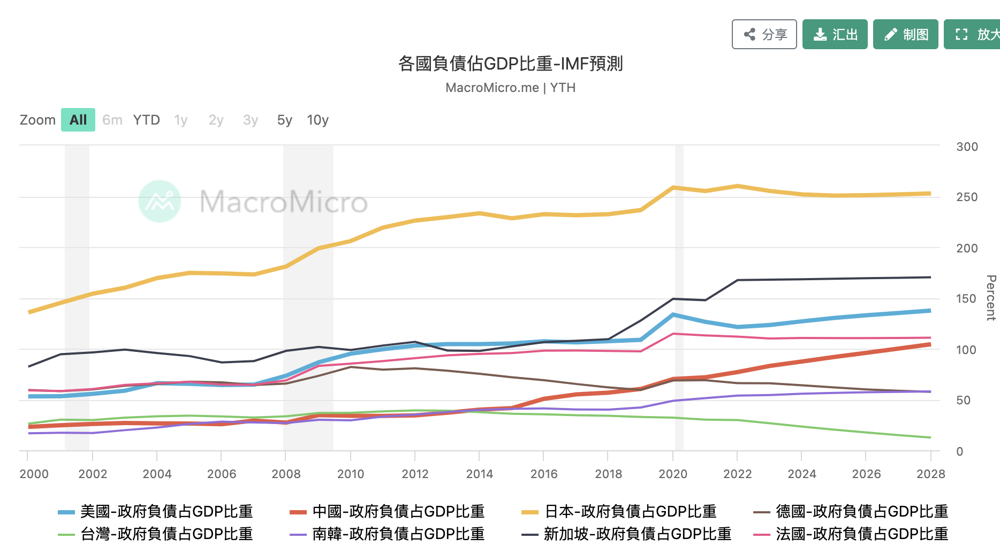 分享 汇出 制图 放大
各國負債佔GDP比重-IMF預測
MacroMicro.me | YTH
Zoom All 6m YTD 1y 2y 3y 5y 10y
MacroMicro
300
250
200
150
100
50
0
Percent
2000 2002 2004 2006 2008 2010 2012 2014 2016 2018 2020 2022 2024 2026 2028
美國-政府負債占GDP比重 中國-政府負債占GDP比重 日本-政府負債占GDP比重 德國-政府負債占GDP比重
台灣-政府負債占GDP比重 南韓-政府負債占GDP比重 新加坡-政府負債占GDP比重 法國-政府負債占GDP比重